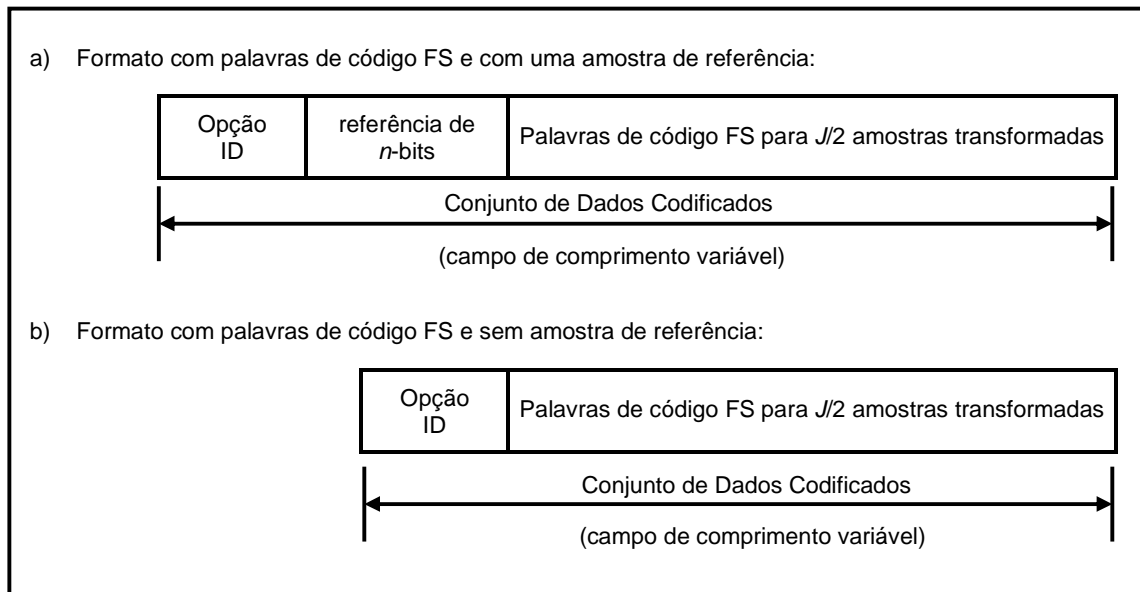 a) Formato com palavras de código FS e com uma amostra de referência:
Opção
ID
referência de
n-bits
Palavras de código FS para J/2 amostras transformadas
Conjunto de Dados Codificados
(campo de comprimento variável)
b) Formato com palavras de código FS e sem amostra de referência:
Opção
ID
Palavras de código FS para J/2 amostras transformadas
Conjunto de Dados Codificados
(campo de comprimento variável)